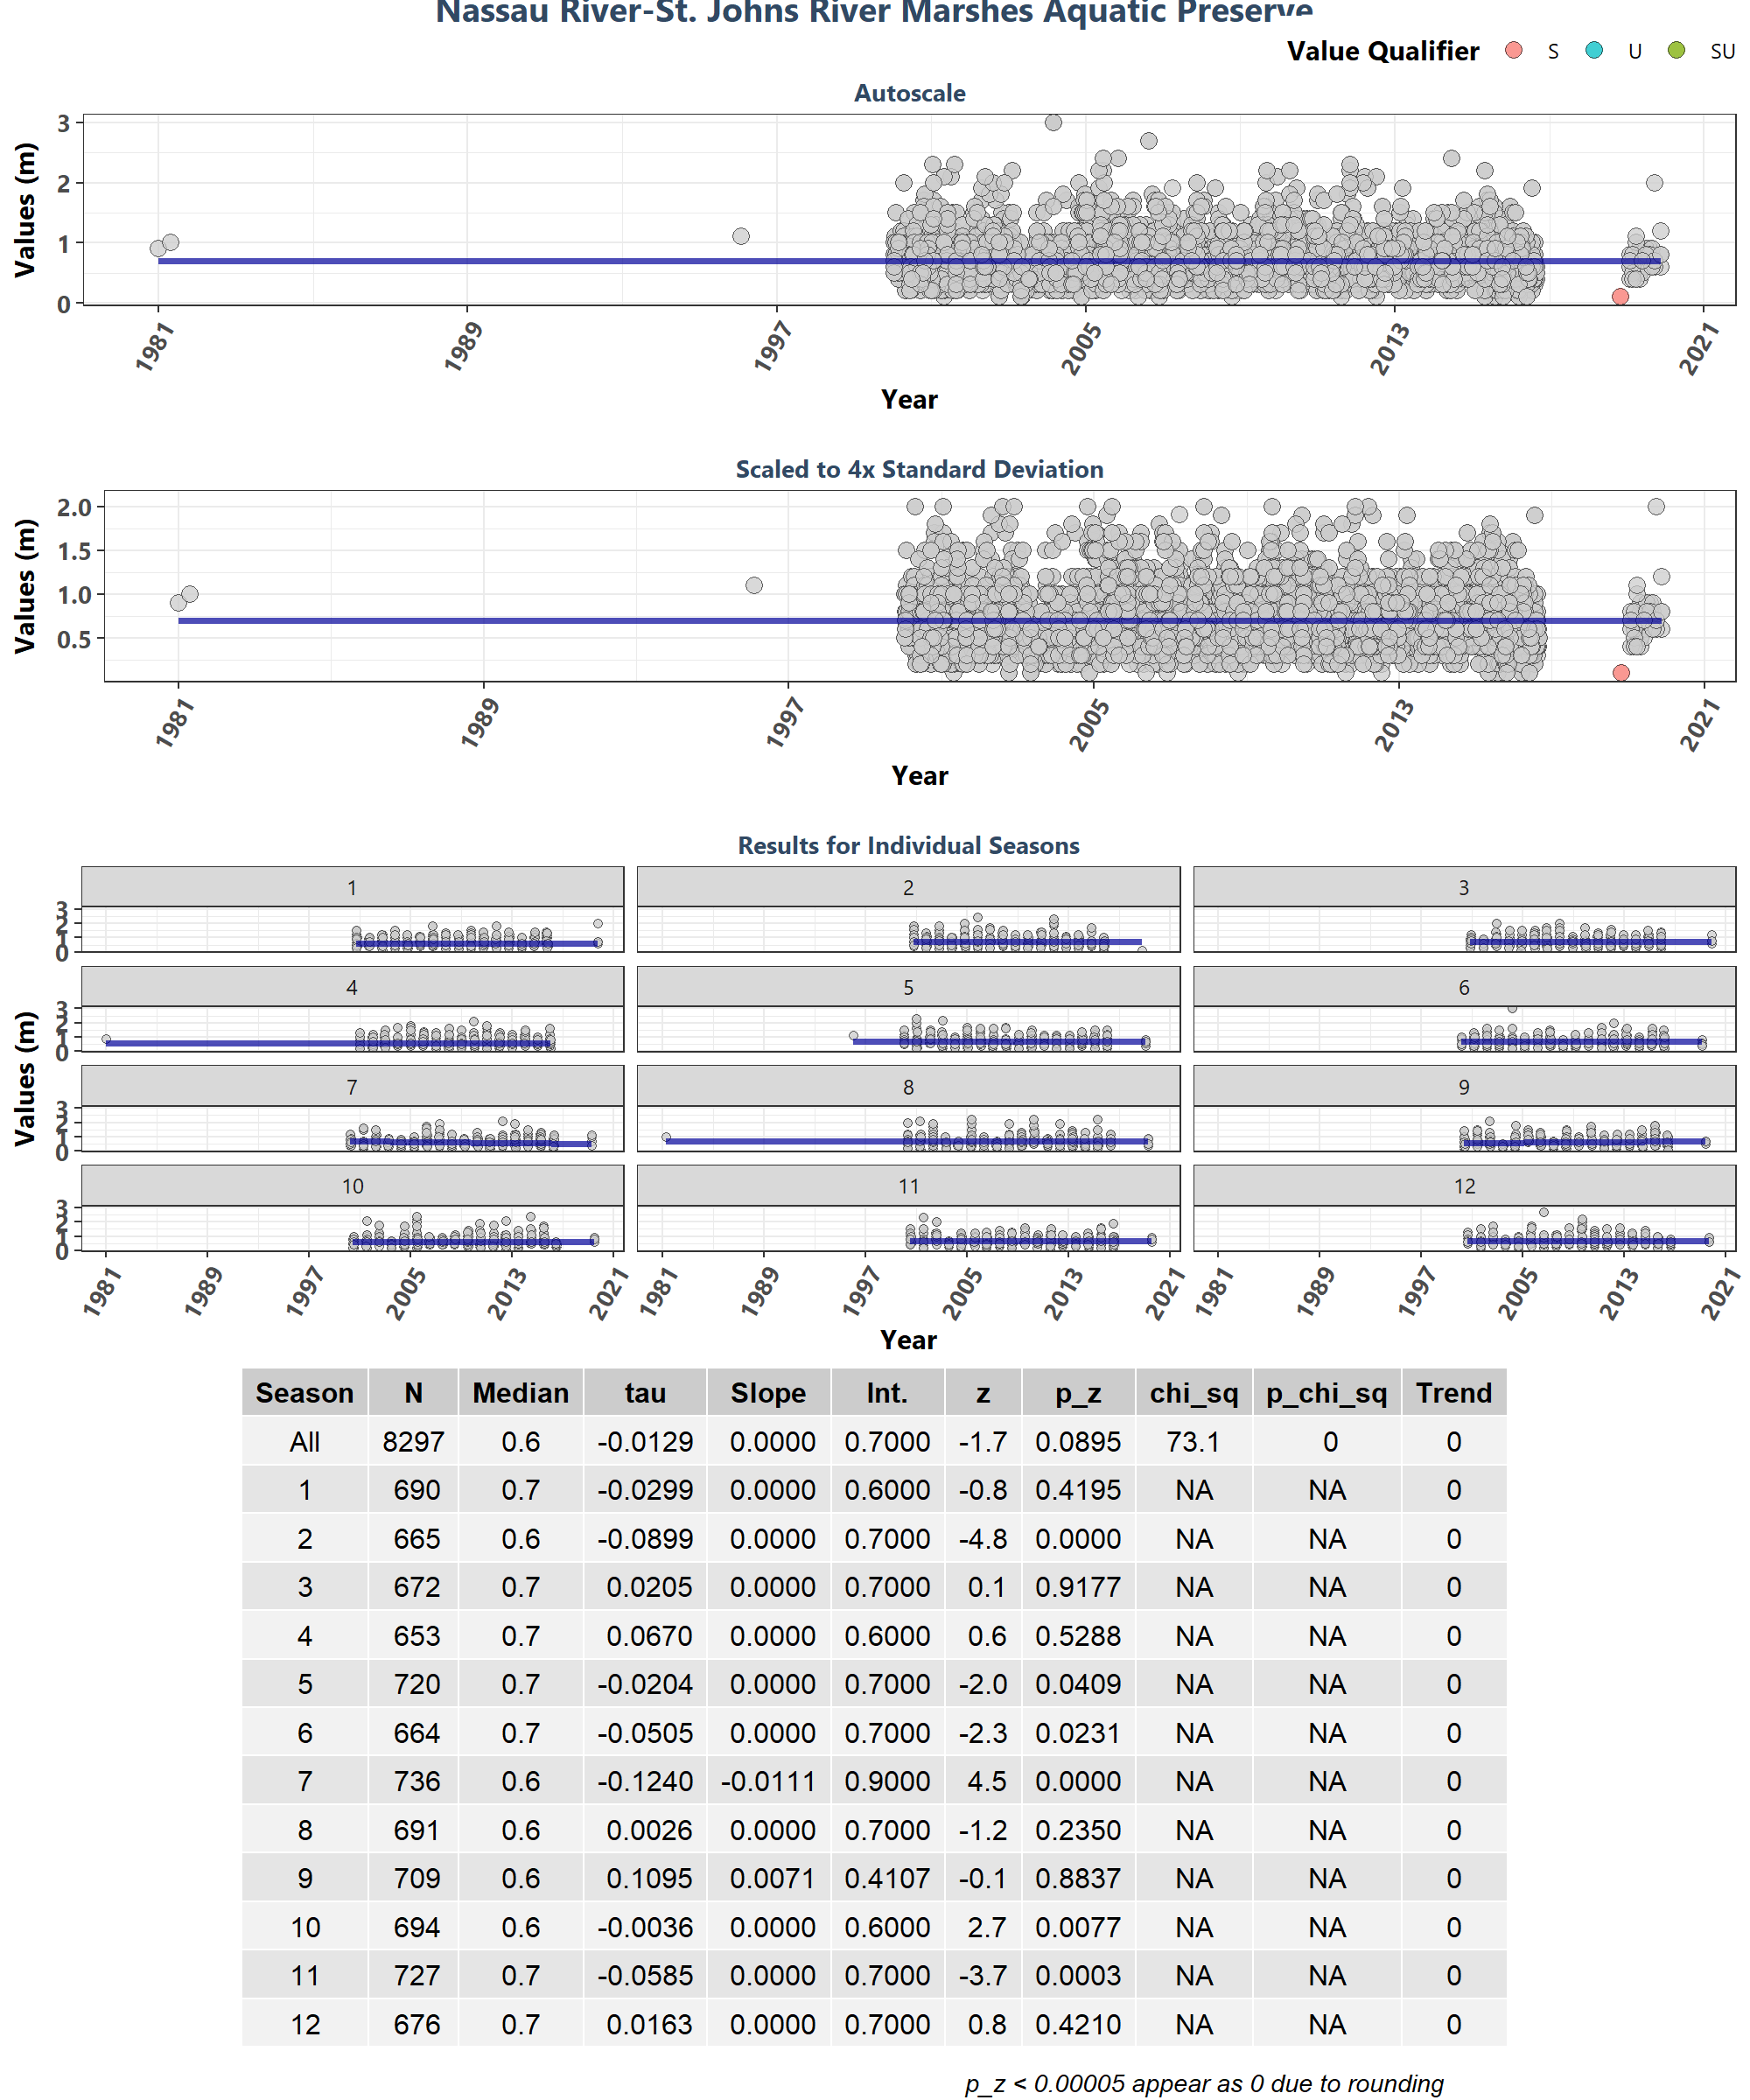 Nassau River-St. Johns River Marshes Aquatic Preserve
Value Qualifier S U SU
Autoscale
Values (m)
3
2
1
0
1981 1989 1997 2005 2013 2021
Year
Scaled to 4x Standard Deviation
Values (m)
2.0
1.5
1.0
0.5
1981 1989 1997 2005 2013 2021
Year
Results for Individual Seasons
Values (m)
1 2 3
3
2
1
0
4 5 6
3
2
1
0
7 8 9
3
2
1
0
10 11 12
3
2
1
0
1981 1989 1997 2005 2013 2021 1981 1989 1997 2005 2013 2021 1981 1989 1997 2005 2013 2021
Year
Season N Median tau Slope Int. z p_z chi_sq p_chi_sq Trend
All 8297 0.6 -0.0129 0.0000 0.7000 -1.7 0.0895 73.1 0 0
1 690 0.7 -0.0299 0.0000 0.6000 -0.8 0.4195 NA NA 0
2 665 0.6 -0.0899 0.0000 0.7000 -4.8 0.0000 NA NA 0
3 672 0.7 0.0205 0.0000 0.7000 0.1 0.9177 NA NA 0
4 653 0.7 0.0670 0.0000 0.6000 0.6 0.5288 NA NA 0
5 720 0.7 -0.0204 0.0000 0.7000 -2.0 0.0409 NA NA 0
6 664 0.7 -0.0505 0.0000 0.7000 -2.3 0.0231 NA NA 0
7 736 0.6 -0.1240 -0.0111 0.9000 4.5 0.0000 NA NA 0
8 691 0.6 0.0026 0.0000 0.7000 -1.2 0.2350 NA NA 0
9 709 0.6 0.1095 0.0071 0.4107 -0.1 0.8837 NA NA 0
10 694 0.6 -0.0036 0.0000 0.6000 2.7 0.0077 NA NA 0
11 727 0.7 -0.0585 0.0000 0.7000 -3.7 0.0003 NA NA 0
12 676 0.7 0.0163 0.0000 0.7000 0.8 0.4210 NA NA 0
p_z < 0.00005 appear as 0 due to rounding